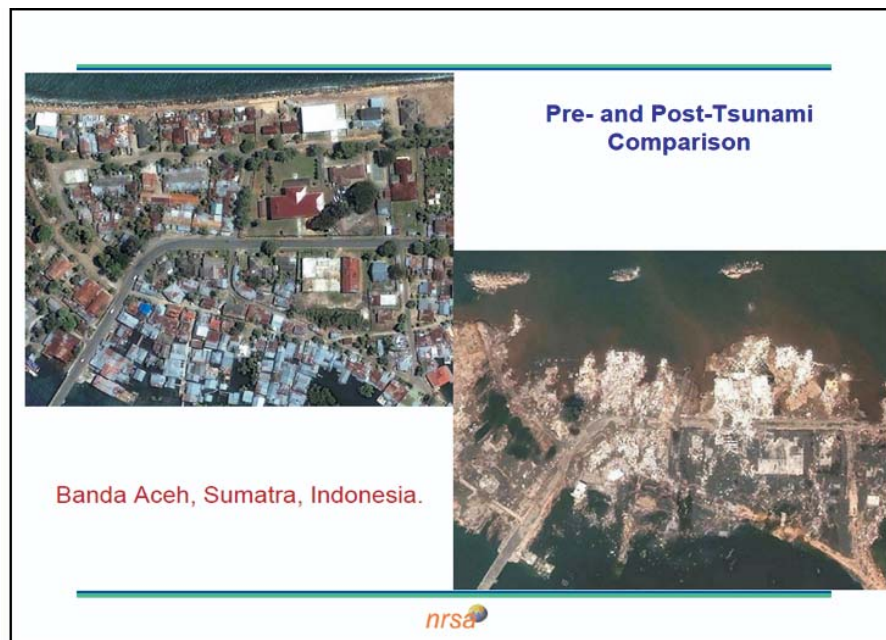 Pre- and Post-Tsunami
Comparison
Banda Aceh, Sumatra, Indonesia.
nrsa